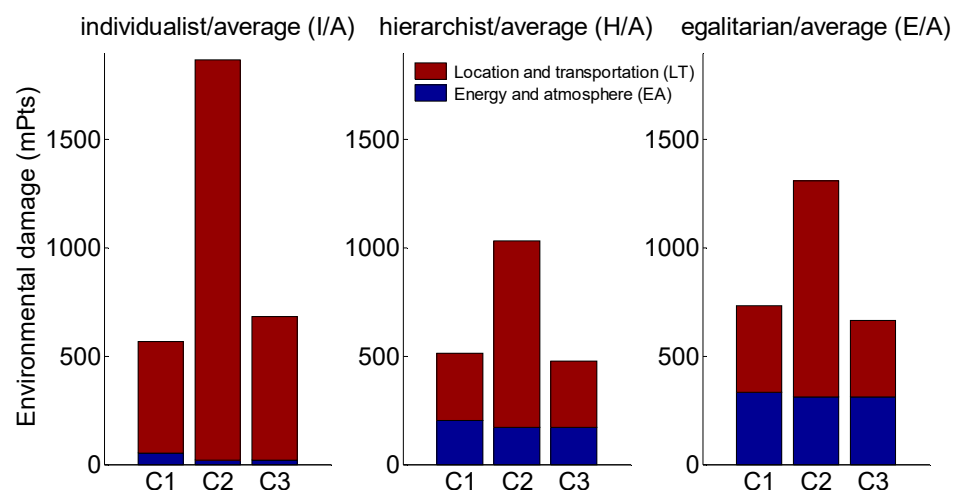 individualist/average (I/A)
hierarchist/average (H/A)
egalitarian/average (E/A)
Environmental damage (mPts)
Location and transportation (LT)
Energy and atmosphere (EA)
1500
1000
500
0
C1 C2 C3
1500
1000
500
0
C1 C2 C3
1500
1000
500
0
C1 C2 C3